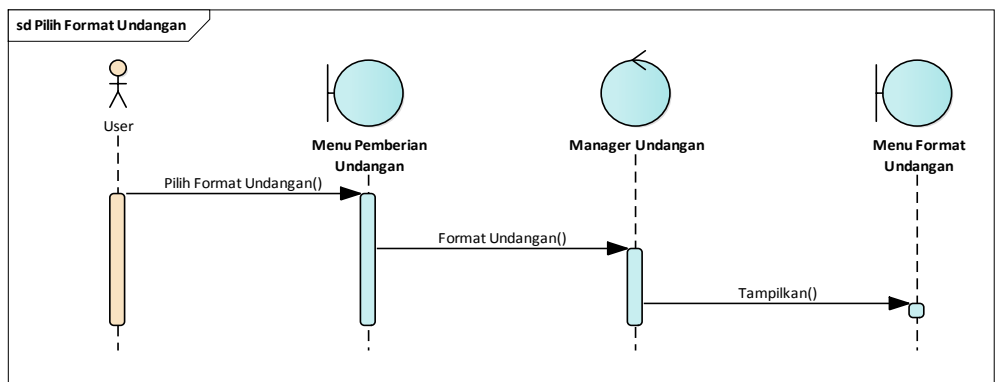 sd Pilih Format Undangan
User
Menu Pemberian
Undangan
Manager Undangan
Menu Format
Undangan
Pilih Format Undangan()
Format Undangan()
Tampilkan()